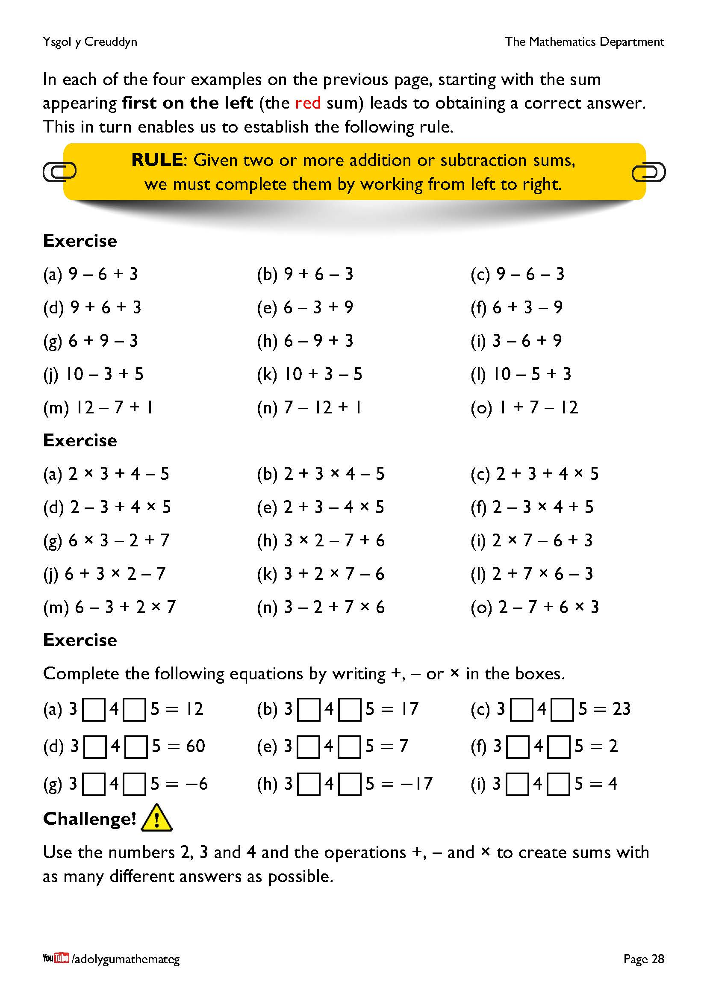 Ysgol y Creuddyn The Mathematics Department
In each of the four examples on the previous page, starting with the sum
appearing first on the left (the red sum) leads to obtaining a correct answer.
This in turn enables us to establish the following rule.
RULE: Given two or more addition or subtraction sums,
we must complete them by working from left to right.
Exercise
(a) 9 – 6 + 3 (b) 9 + 6 – 3 (c) 9 – 6 – 3
(d) 9 + 6 + 3 (e) 6 – 3 + 9 (f) 6 + 3 – 9
(g) 6 + 9 – 3 (h) 6 – 9 + 3 (i) 3 – 6 + 9
(j) 10 – 3 + 5 (k) 10 + 3 – 5 (l) 10 – 5 + 3
(m) 12 – 7 + 1 (n) 7 – 12 + 1 (o) 1 + 7 – 12
Exercise
(a) 2 × 3 + 4 – 5 (b) 2 + 3 × 4 – 5 (c) 2 + 3 + 4 × 5
(d) 2 – 3 + 4 × 5 (e) 2 + 3 – 4 × 5 (f) 2 – 3 × 4 + 5
(g) 6 × 3 – 2 + 7 (h) 3 × 2 – 7 + 6 (i) 2 × 7 – 6 + 3
(j) 6 + 3 × 2 – 7 (k) 3 + 2 × 7 – 6 (l) 2 + 7 × 6 – 3
(m) 6 – 3 + 2 × 7 (n) 3 – 2 + 7 × 6 (o) 2 – 7 + 6 × 3
Exercise
Complete the following equations by writing +, – or × in the boxes.
(a) 3 □ 4 □ 5 = 12 (b) 3 □ 4 □ 5 = 17 (c) 3 □ 4 □ 5 = 23
(d) 3 □ 4 □ 5 = 60 (e) 3 □ 4 □ 5 = 7 (f) 3 □ 4 □ 5 = 2
(g) 3 □ 4 □ 5 = −6 (h) 3 □ 4 □ 5 = −17 (i) 3 □ 4 □ 5 = 4
Challenge! !
Use the numbers 2, 3 and 4 and the operations +, – and × to create sums with
as many different answers as possible.
YouTube/adolygumathemateg Page 28